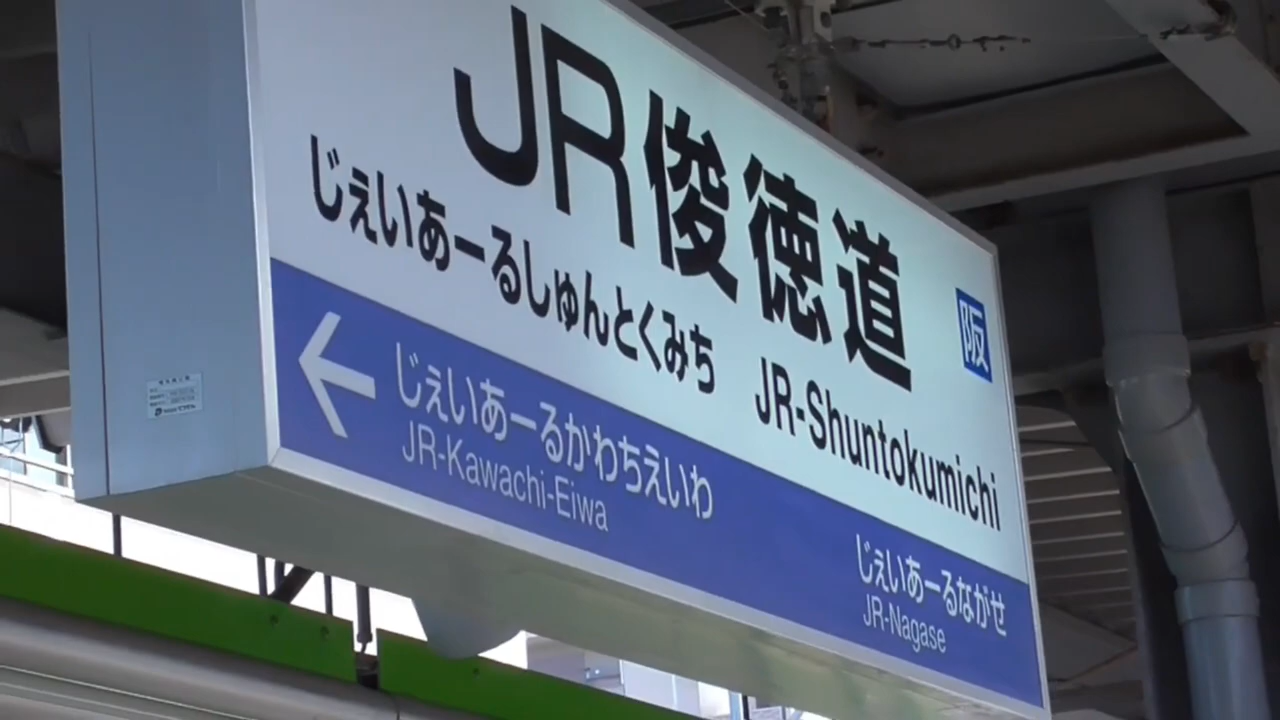 JR俊徳道
阪
じぇいあーるしゅんとくみち JR-Shuntokumichi
じぇいあーるかわちえいわ
JR-Kawachi-Eiwa
じぇいあーるながせ
JR-Nagase